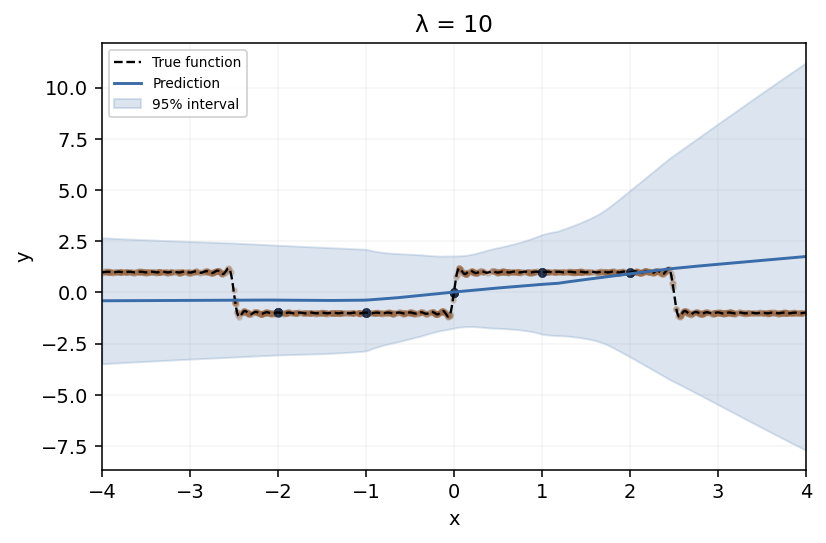 λ = 10
True function
Prediction
95% interval
10.0
7.5
5.0
2.5
0.0
−2.5
−5.0
−7.5
y
−4 −3 −2 −1 0 1 2 3 4
x